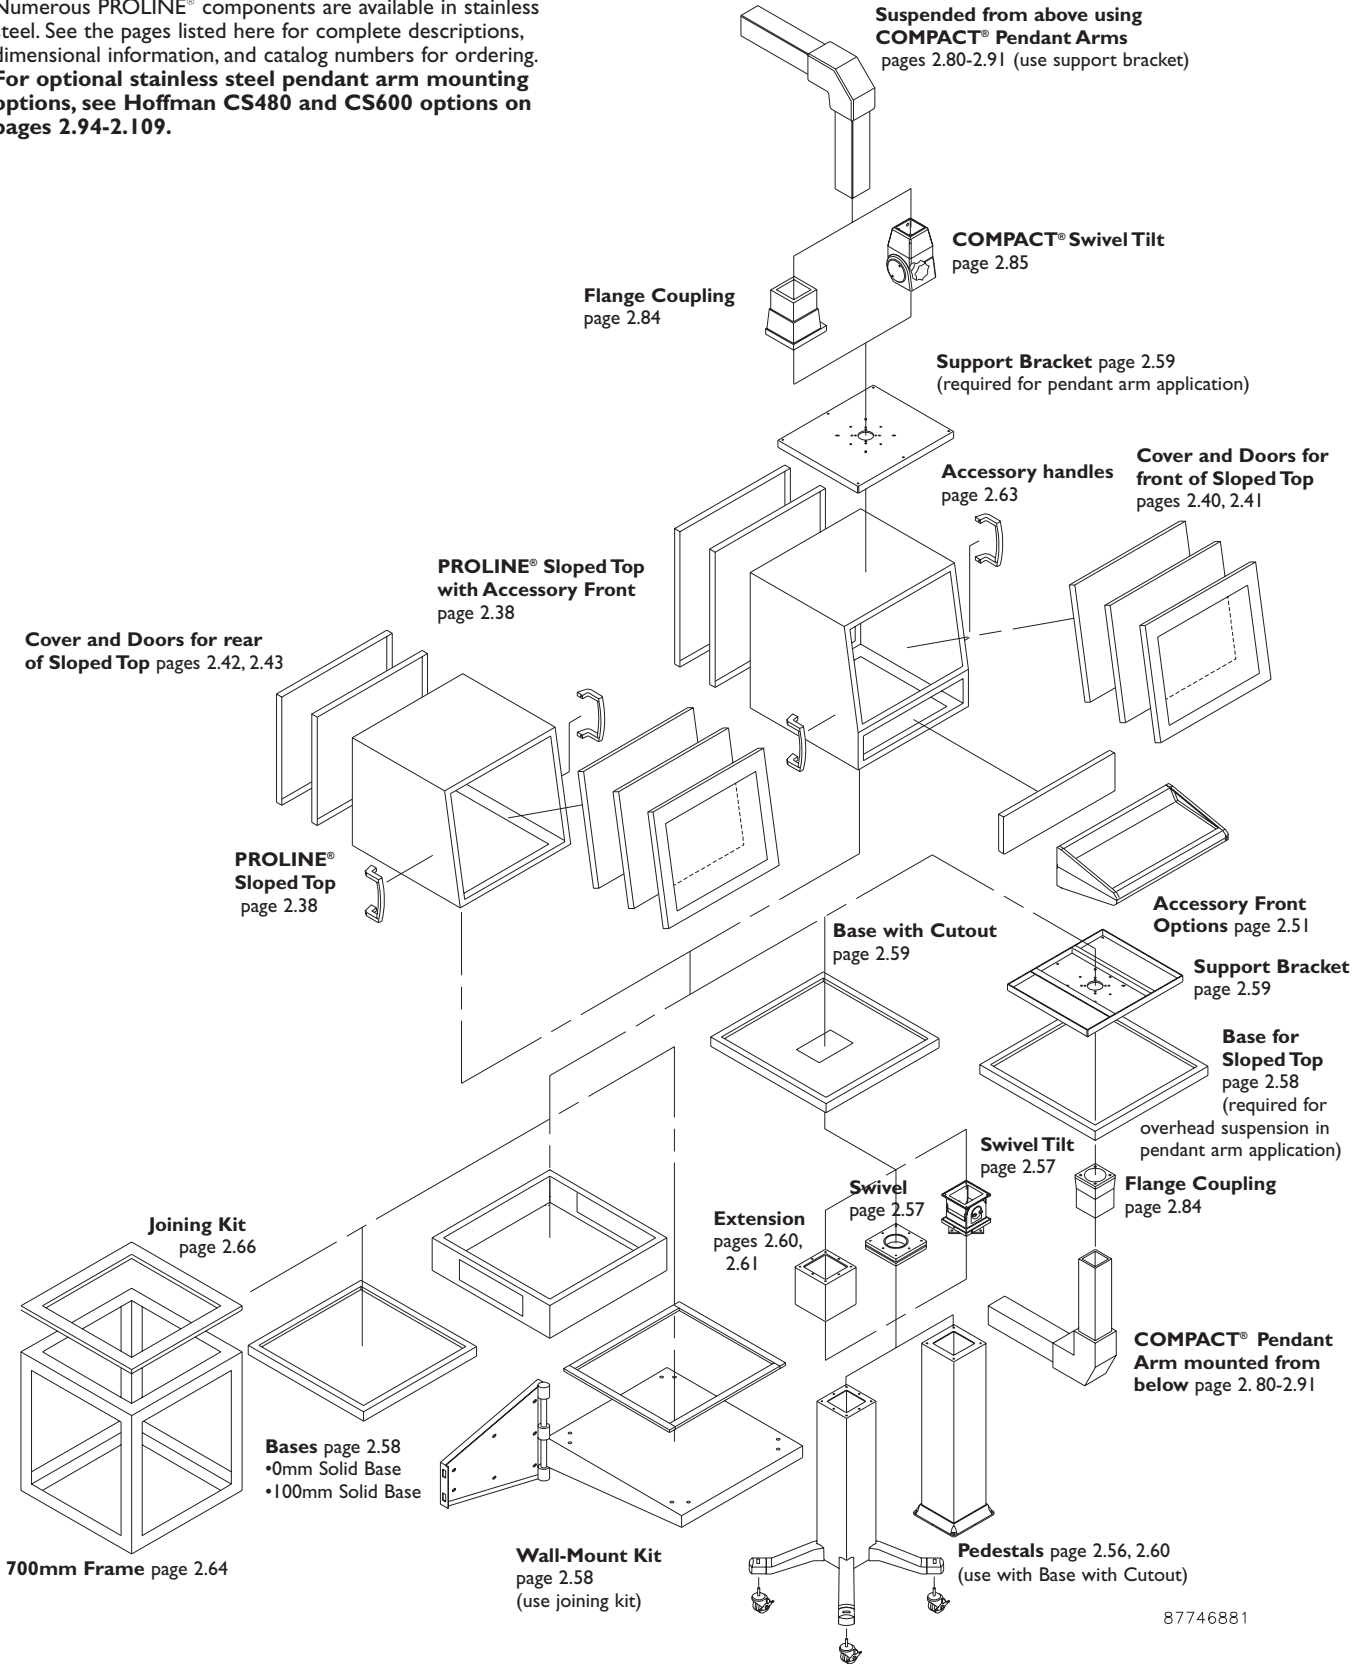 Numerous PROLINE® components are available in stainless
steel. See the pages listed here for complete descriptions,
dimensional information, and catalog numbers for ordering.
For optional stainless steel pendant arm mounting
options, see Hoffman CS480 and CS600 options on
pages 2.94-2.109.
Suspended from above using
COMPACT® Pendant Arms
pages 2.80-2.91 (use support bracket)
COMPACT® Swivel Tilt
page 2.85
Flange Coupling
page 2.84
Support Bracket page 2.59
(required for pendant arm application)
Accessory handles
page 2.63
Cover and Doors for
front of Sloped Top
pages 2.40, 2.41
PROLINE® Sloped Top
with Accessory Front
page 2.38
Cover and Doors for rear
of Sloped Top pages 2.42, 2.43
PROLINE®
Sloped Top
page 2.38
Accessory Front
Options page 2.51
Base with Cutout
page 2.59
Support Bracket
page 2.59
Base for
Sloped Top
page 2.58
(required for
overhead suspension in
pendant arm application)
Swivel Tilt
page 2.57
Swivel
page 2.57
Flange Coupling
page 2.84
Extension
pages 2.60,
2.61
Joining Kit
page 2.66
COMPACT® Pendant
Arm mounted from
below page 2. 80-2.91
Bases page 2.58
•0mm Solid Base
•100mm Solid Base
700mm Frame page 2.64
Wall-Mount Kit
page 2.58
(use joining kit)
Pedestals page 2.56, 2.60
(use with Base with Cutout)
87746881